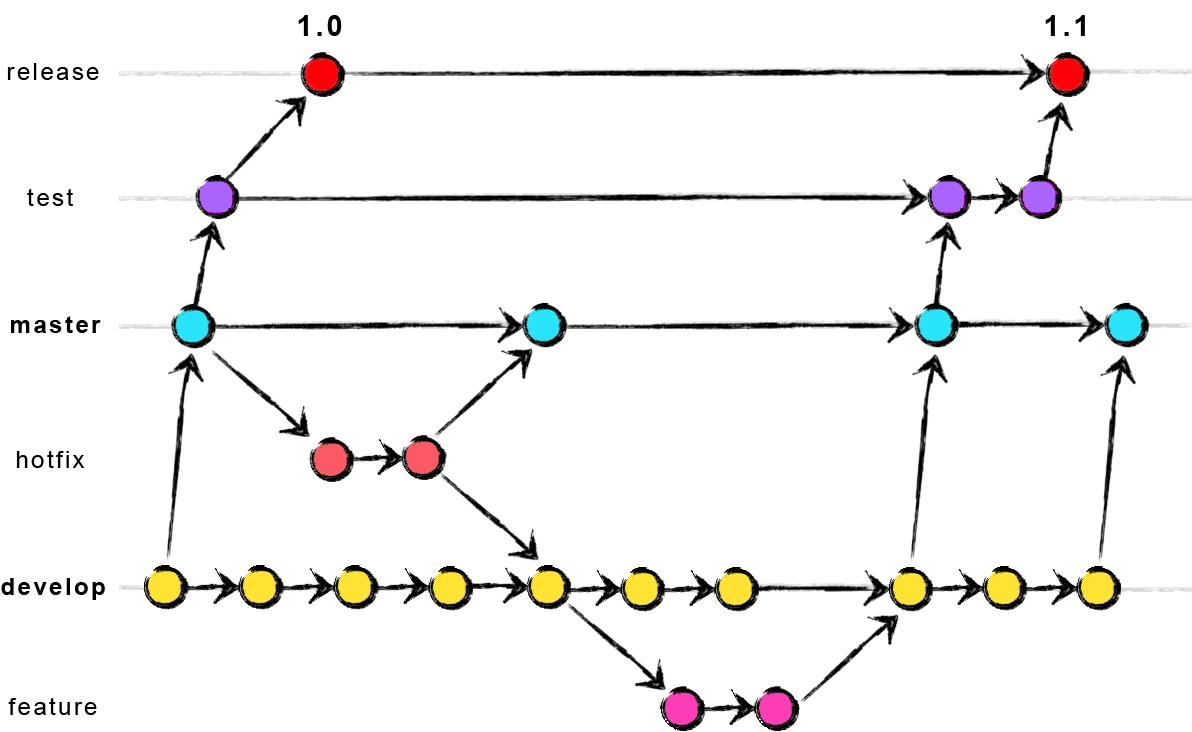 1.0 1.1
release
test
master
hotfix
develop
feature